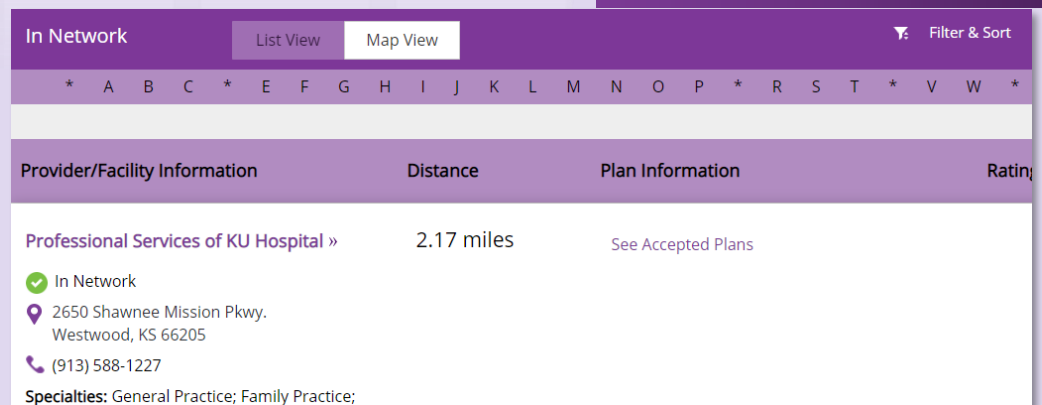 In Network List View Map View Filter & Sort
* A B C * E F G H I J K L M N O P * R S T * V W *
Provider/Facility Information Distance Plan Information Rating
Professional Services of KU Hospital » 2.17 miles See Accepted Plans
In Network
2650 Shawnee Mission Pkwy.
Westwood, KS 66205
(913) 588-1227
Specialties: General Practice; Family Practice;